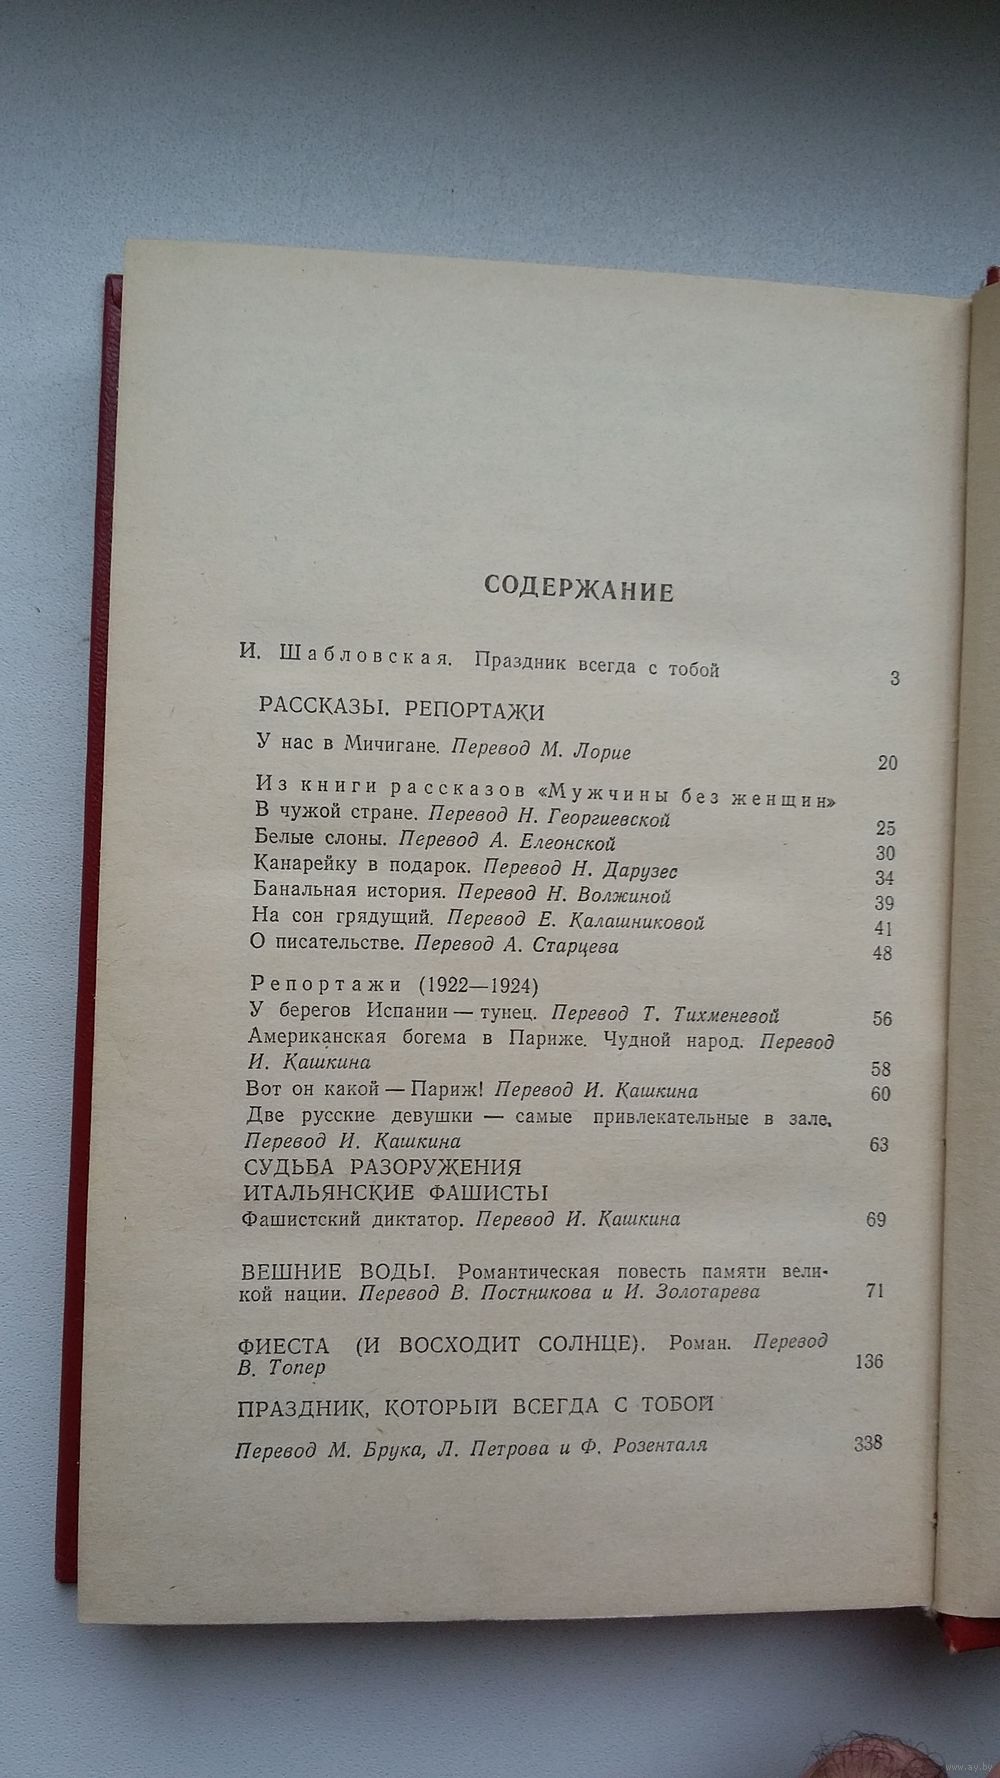 СОДЕРЖАНИЕ
И. Шабловская. Праздник всегда с тобой 3
РАССКАЗЫ. РЕПОРТАЖИ
У нас в Мичигане. Перевод М. Лорие 20
Из книги рассказов «Мужчины без женщин»
В чужой стране. Перевод Н. Георгиевской 25
Белые слоны. Перевод А. Елеонской 30
Канарейку в подарок. Перевод Н. Дарузес 34
Банальная история. Перевод Н. Волжиной 39
На сон грядущий. Перевод Е. Калашниковой 41
О писательстве. Перевод А. Старцева 48
Репортажи (1922—1924)
У берегов Испании — тунец. Перевод Т. Тихменевой 56
Американская богема в Париже. Чудной народ. Перевод
И. Кашкина 58
Вот он какой — Париж! Перевод И. Кашкина 60
Две русские девушки — самые привлекательные в зале.
Перевод И. Кашкина 63
СУДЬБА РАЗОРУЖЕНИЯ
ИТАЛЬЯНСКИЕ ФАШИСТЫ
Фашистский диктатор. Перевод И. Кашкина 69
ВЕШНИЕ ВОДЫ. Романтическая повесть памяти вели-
кой нации. Перевод В. Постникова и И. Золотарева 71
ФИЕСТА (И ВОСХОДИТ СОЛНЦЕ). Роман. Перевод
В. Топер 136
ПРАЗДНИК, КОТОРЫЙ ВСЕГДА С ТОБОЙ
Перевод М. Брука, Л. Петрова и Ф. Розенталя 338
www.ay.by